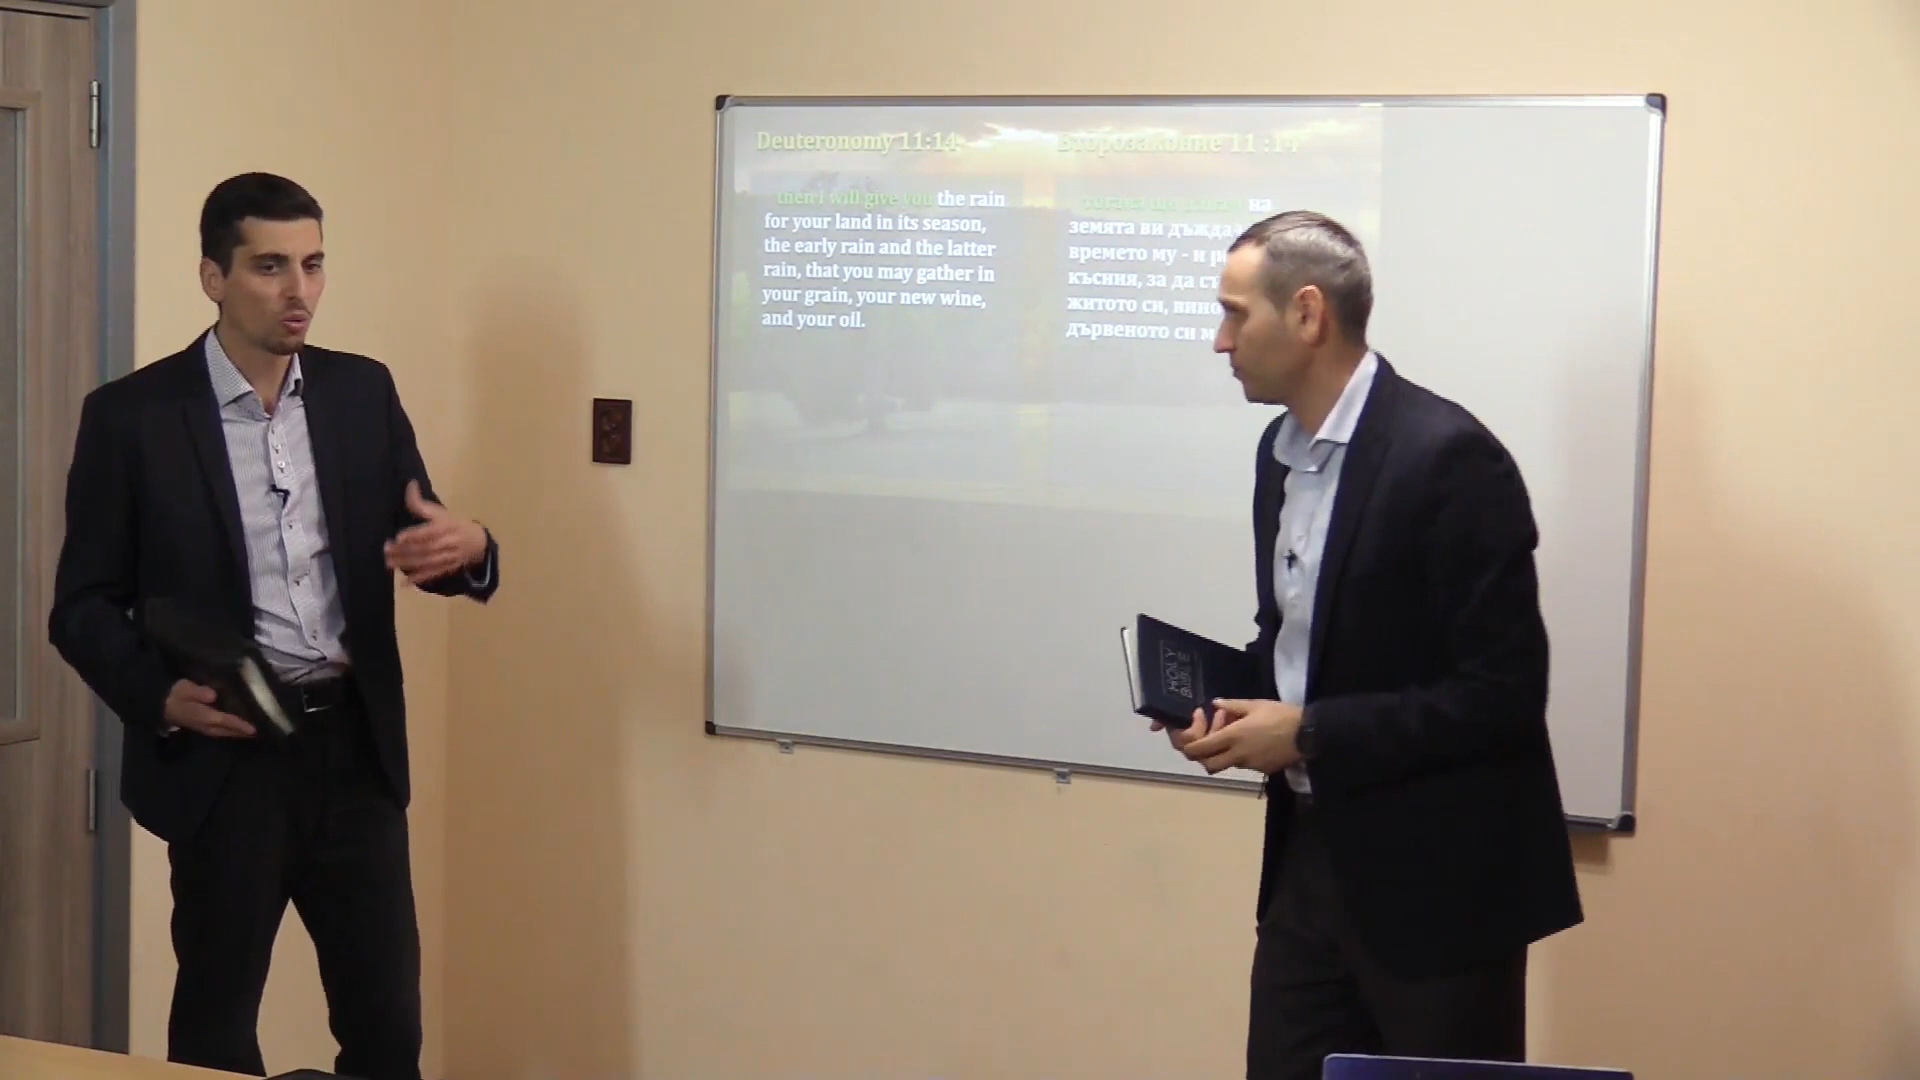 Deuteronomy 11:14
then I will give you the rain
for your land in its season,
the early rain and the latter
rain, that you may gather in
your grain, your new wine,
and your oil.
Второзаконие 11 :14
на
земята ви дъжда
времето му - и
късния, за да
житото си,
дървеното си
HOLY
BIBLE